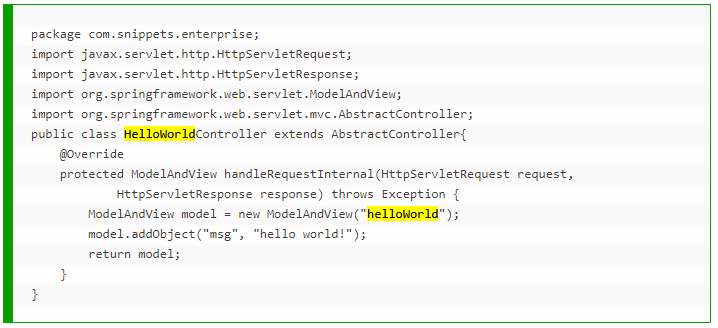 package com.snippets.enterprise;
import javax.servlet.http.HttpServletRequest;
import javax.servlet.http.HttpServletResponse;
import org.springframework.web.servlet.ModelAndView;
import org.springframework.web.servlet.mvc.AbstractController;
public class HelloWorldController extends AbstractController{
    @Override
    protected ModelAndView handleRequestInternal(HttpServletRequest request,
            HttpServletResponse response) throws Exception {
        ModelAndView model = new ModelAndView("helloWorld");
        model.addObject("msg", "hello world!");
        return model;
    }
}